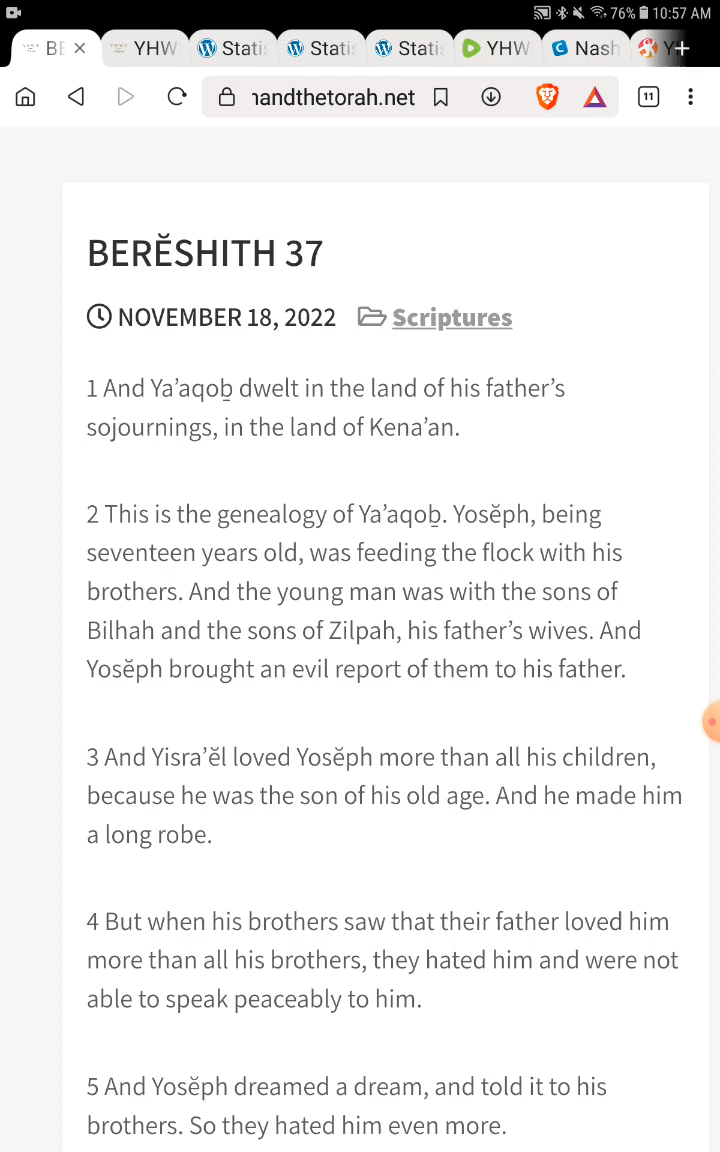 76% 10:57 AM
BE YHW Statis Statis Statis YHW Nash Y
handthetorah.net 11
BERĔSHITH 37
NOVEMBER 18, 2022 Scriptures
1 And Ya’aqoḇ dwelt in the land of his father’s
sojournings, in the land of Kena’an.
2 This is the genealogy of Ya’aqoḇ. Yosĕph, being
seventeen years old, was feeding the flock with his
brothers. And the young man was with the sons of
Bilhah and the sons of Zilpah, his father’s wives. And
Yosĕph brought an evil report of them to his father.
3 And Yisra’ĕl loved Yosĕph more than all his children,
because he was the son of his old age. And he made him
a long robe.
4 But when his brothers saw that their father loved him
more than all his brothers, they hated him and were not
able to speak peaceably to him.
5 And Yosĕph dreamed a dream, and told it to his
brothers. So they hated him even more.